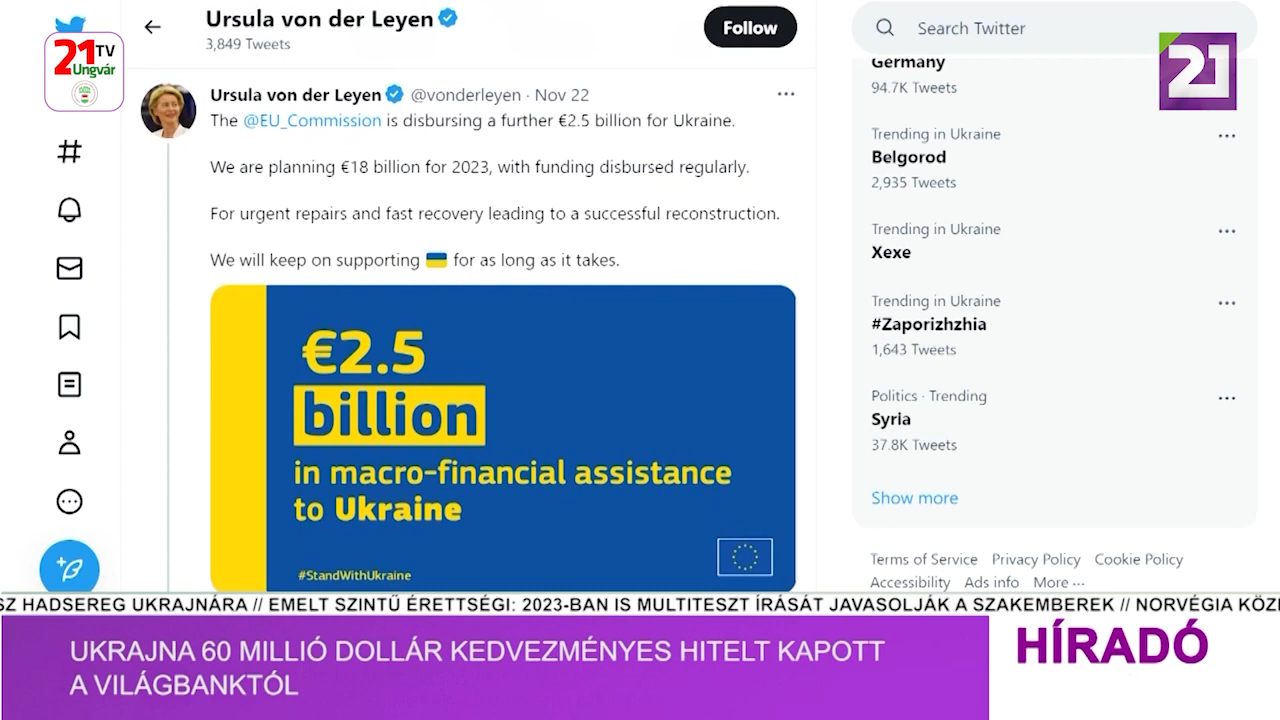 Ursula von der Leyen
3,849 Tweets
Follow
Search Twitter
21 TV
Ungvár
21
Ursula von der Leyen @vonderleyen · Nov 22
The @EU_Commission is disbursing a further €2.5 billion for Ukraine.
We are planning €18 billion for 2023, with funding disbursed regularly.
For urgent repairs and fast recovery leading to a successful reconstruction.
We will keep on supporting 🇺🇦 for as long as it takes.
€2.5
billion
in macro-financial assistance
to Ukraine
#StandWithUkraine
Germany
94.7K Tweets
Trending in Ukraine
Belgorod
2,935 Tweets
Trending in Ukraine
Xexe
Trending in Ukraine
#Zaporizhzhia
1,643 Tweets
Politics · Trending
Syria
37.8K Tweets
Show more
Terms of Service Privacy Policy Cookie Policy
Accessibility Ads info More ···
SZ HADSEREG UKRAJNÁRA // EMELT SZINTŰ ÉRETTSÉGI: 2023-BAN IS MULTITESZT ÍRÁSÁT JAVASOLJÁK A SZAKEMBEREK // NORVÉGIA KÖZ
UKRAJNA 60 MILLIÓ DOLLÁR KEDVEZMÉNYES HITELT KAPOTT
A VILÁGBANKTÓL
HÍRADÓ